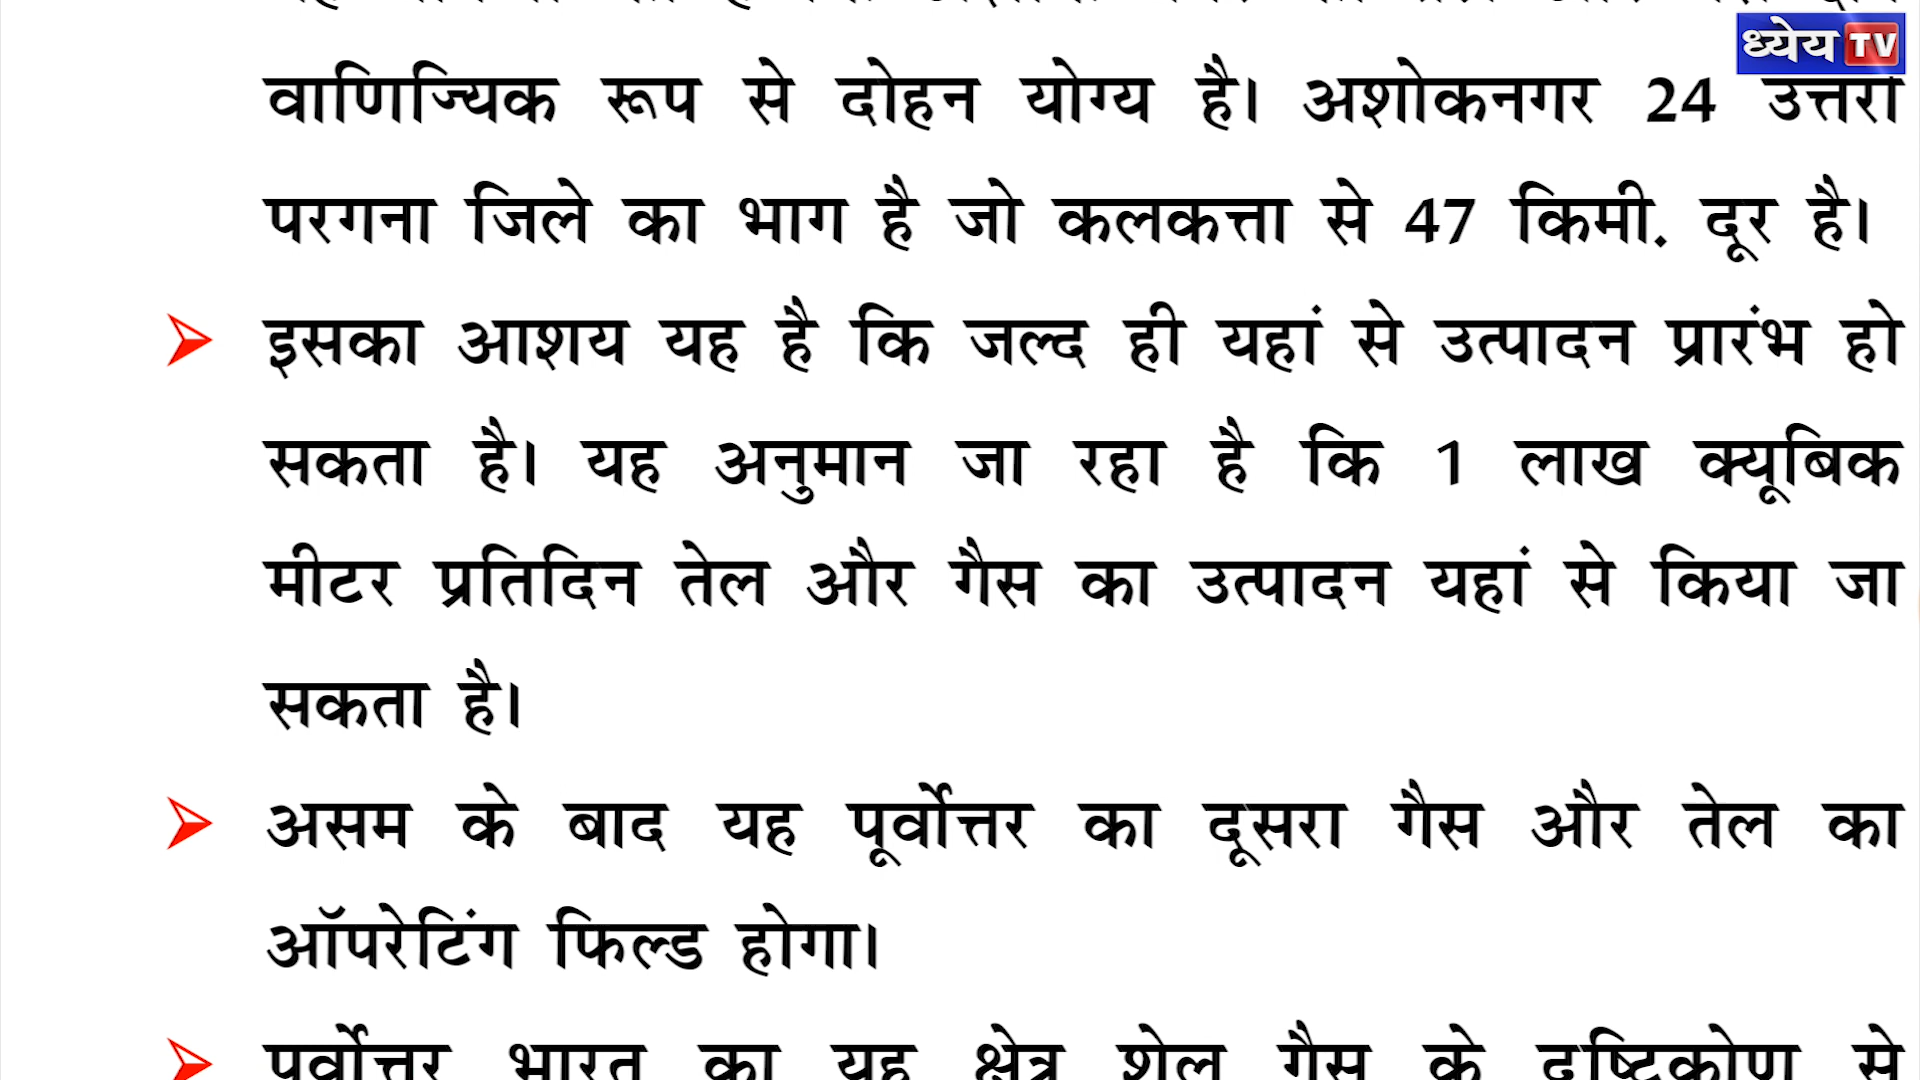 ध्येय TV
वाणिज्यिक रूप से दोहन योग्य है। अशोकनगर 24 उत्तरी
परगना जिले का भाग है जो कलकत्ता से 47 किमी. दूर है।
इसका आशय यह है कि जल्द ही यहां से उत्पादन प्रारंभ हो
सकता है। यह अनुमान जा रहा है कि 1 लाख क्यूबिक
मीटर प्रतिदिन तेल और गैस का उत्पादन यहां से किया जा
सकता है।
असम के बाद यह पूर्वोत्तर का दूसरा गैस और तेल का
ऑपरेटिंग फिल्ड होगा।
पूर्वोत्तर भारत का यह क्षेत्र शेल गैस के दृष्टिकोण से